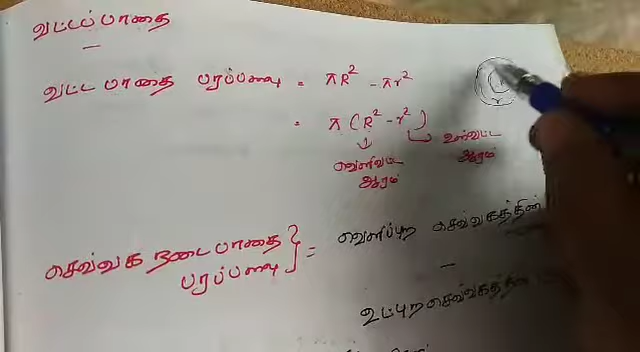 வட்டப்பாதை
வட்ட பாதை பரப்பளவு = πR² - πr²
= π (R² - r²)
வெளிவட்ட ஆரம்
உள்வட்ட ஆரம்
செவ்வக நடைபாதை பரப்பளவு } = வெளிப்புற செவ்வகத்தின்
-
உட்புற செவ்வகத்தின்